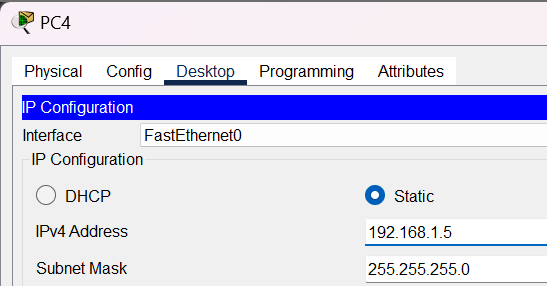 PC4
Physical Config Desktop Programming Attributes
IP Configuration
Interface FastEthernet0
IP Configuration
DHCP Static
IPv4 Address 192.168.1.5
Subnet Mask 255.255.255.0